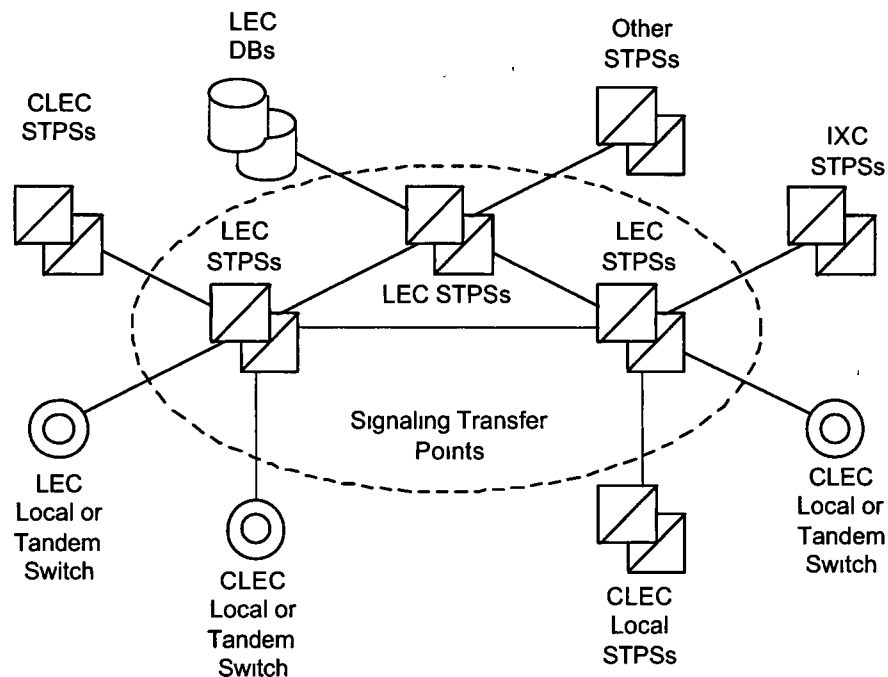 LEC
DBs
Other
STPSs
CLEC
STPSs
IXC
STPSs
LEC
STPSs
LEC STPSs
LEC
STPSs
Signaling Transfer
Points
LEC
Local or
Tandem
Switch
CLEC
Local or
Tandem
Switch
CLEC
Local
STPSs
CLEC
Local or
Tandem
Switch